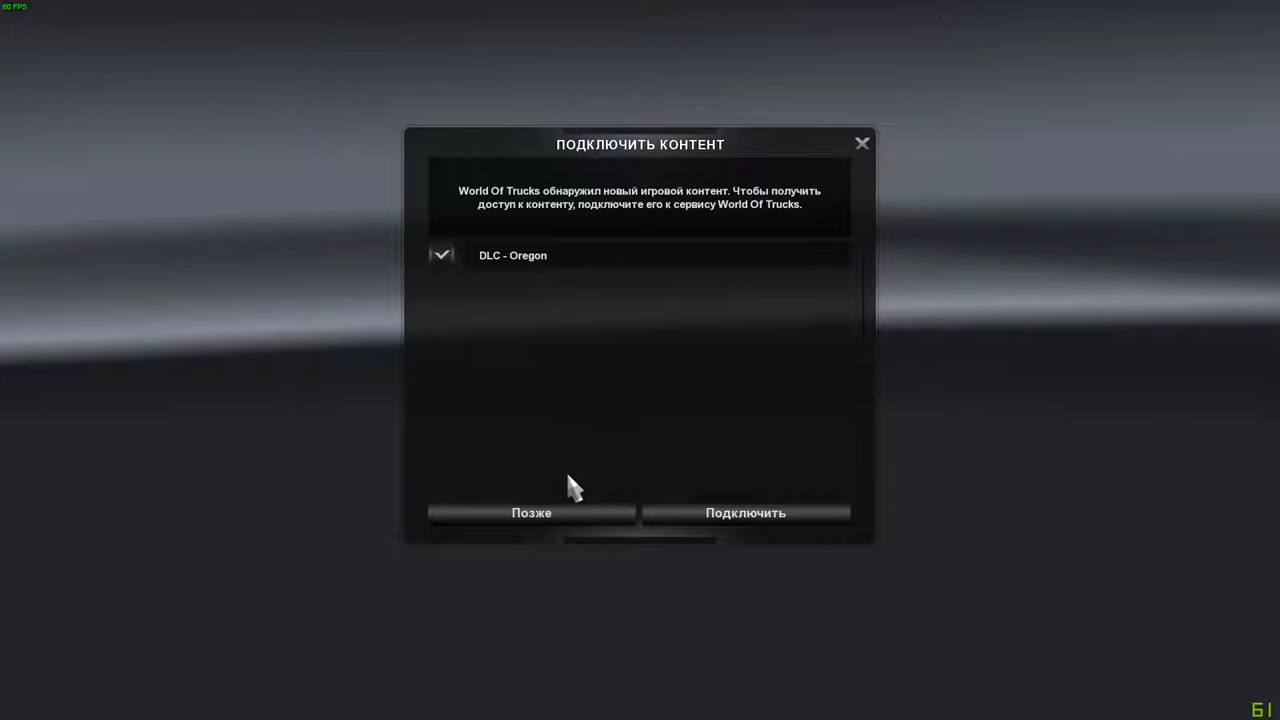 60 FPS
ПОДКЛЮЧИТЬ КОНТЕНТ
World Of Trucks обнаружил новый игровой контент. Чтобы получить
доступ к контенту, подключите его к сервису World Of Trucks.
DLC - Oregon
Позже
Подключить
61